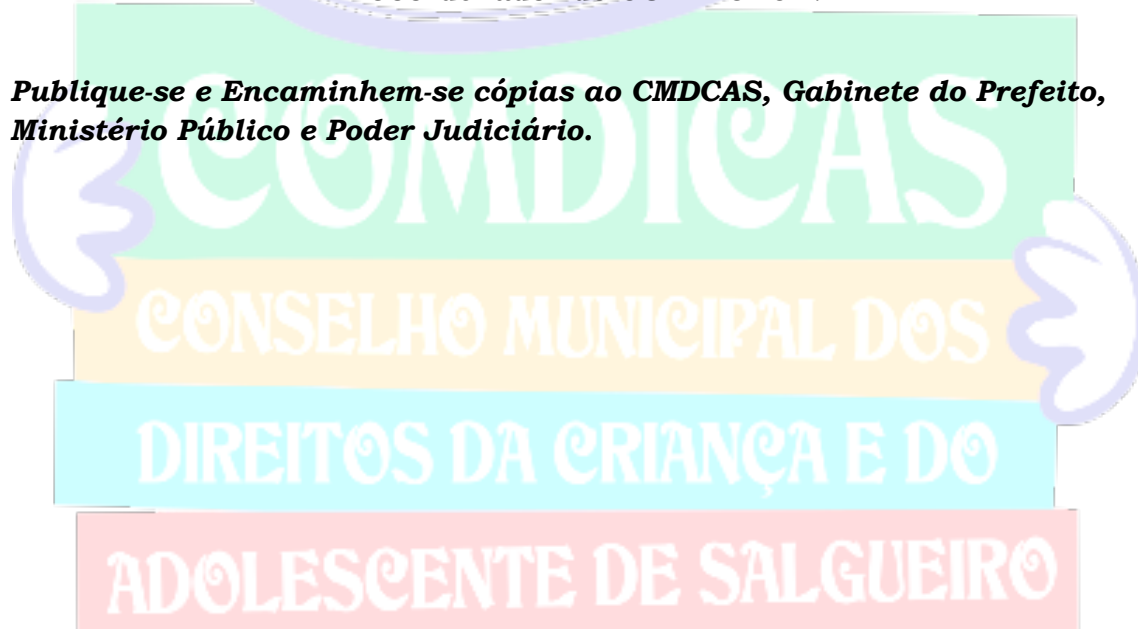 Publique-se e Encaminhem-se cópias ao CMDCAS, Gabinete do Prefeito,
Ministério Público e Poder Judiciário.
COMDICAS
CONSELHO MUNICIPAL DOS
DIREITOS DA CRIANÇA E DO
ADOLESCENTE DE SALGUEIRO